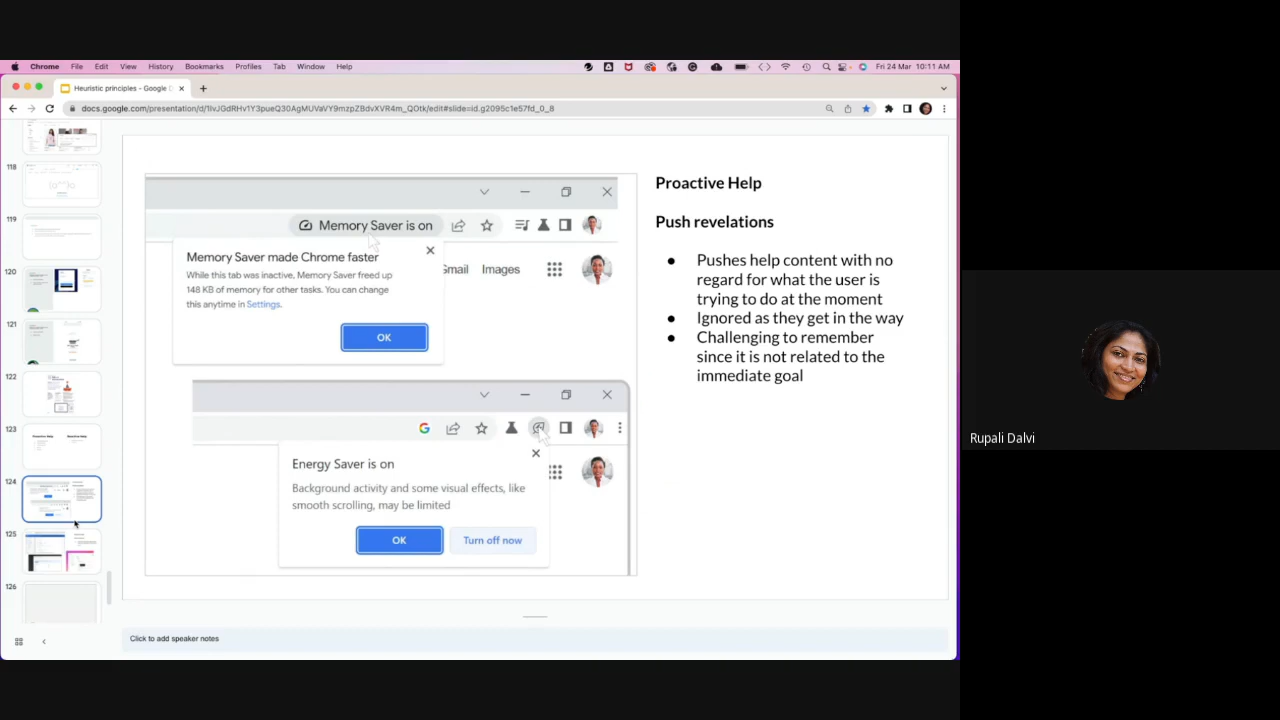 Chrome File Edit View History Bookmarks Profiles Tab Window Help Fri 24 Mar 10:11 AM
Heuristic principles - Google D
docs.google.com/presentation/d/1lvJGdRHv1Y3pueQ30AgMUVaVY9mzpZBdvXVR4m_QOtk/edit#slide=id.g2095c1e57fd_0_8
118
119
120
121
122
123
124
125
126
Memory Saver is on
Memory Saver made Chrome faster
While this tab was inactive, Memory Saver freed up
148 KB of memory for other tasks. You can change
this anytime in Settings.
OK
Gmail Images
Energy Saver is on
Background activity and some visual effects, like
smooth scrolling, may be limited
OK Turn off now
Proactive Help
Push revelations
● Pushes help content with no
regard for what the user is
trying to do at the moment
● Ignored as they get in the way
● Challenging to remember
since it is not related to the
immediate goal
Click to add speaker notes
Rupali Dalvi